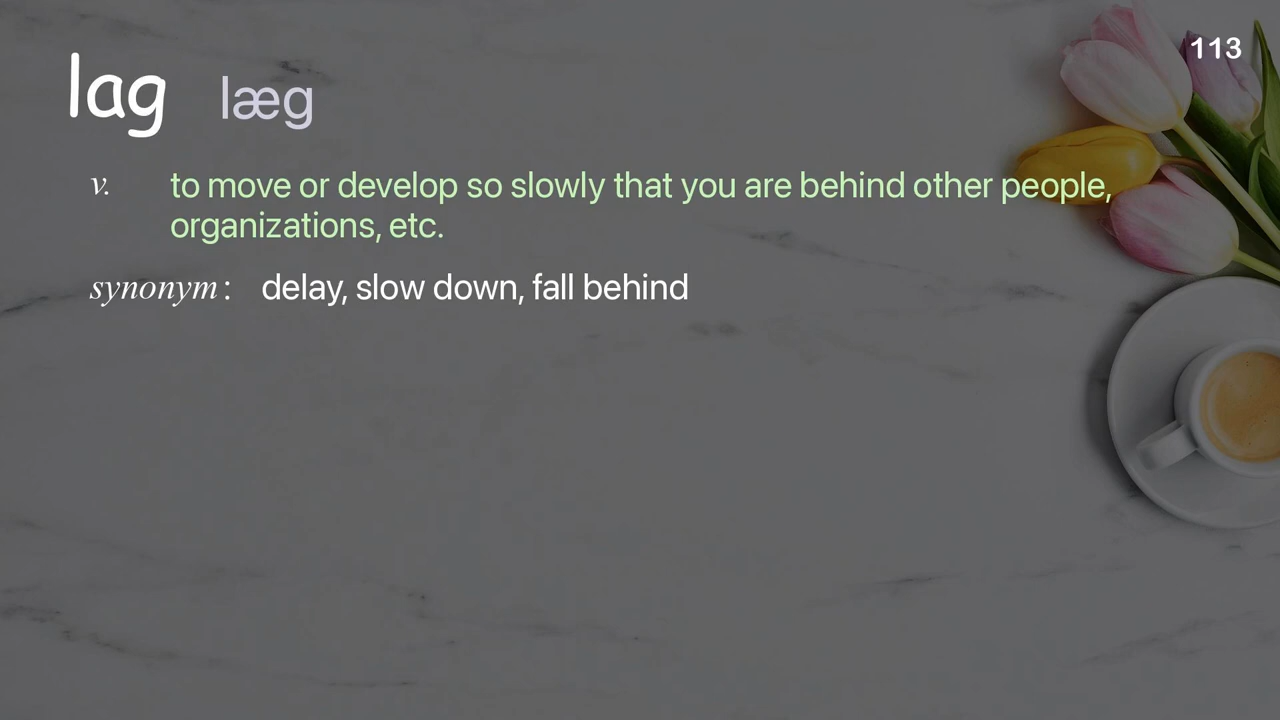 113
lag læg
v. to move or develop so slowly that you are behind other people,
organizations, etc.
synonym: delay, slow down, fall behind